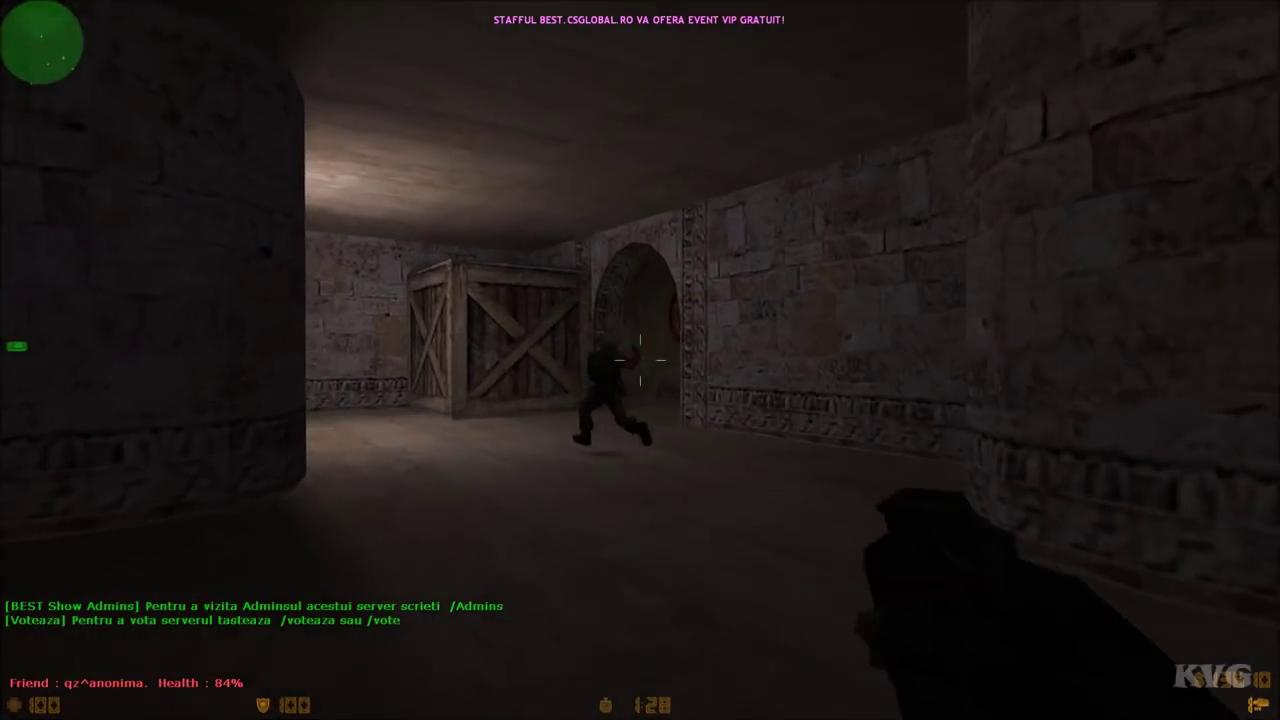 STAFFUL BEST.CSGLOBAL.RO VA OFERA EVENT VIP GRATUIT!
[BEST Show Admins] Pentru a vizita Adminsul acestui server scrieti /Admins
[Voteaza] Pentru a vota serverul tasteaza /voteaza sau /vote
Friend : qz^anonima. Health : 84%
100 100 1:28
KVG